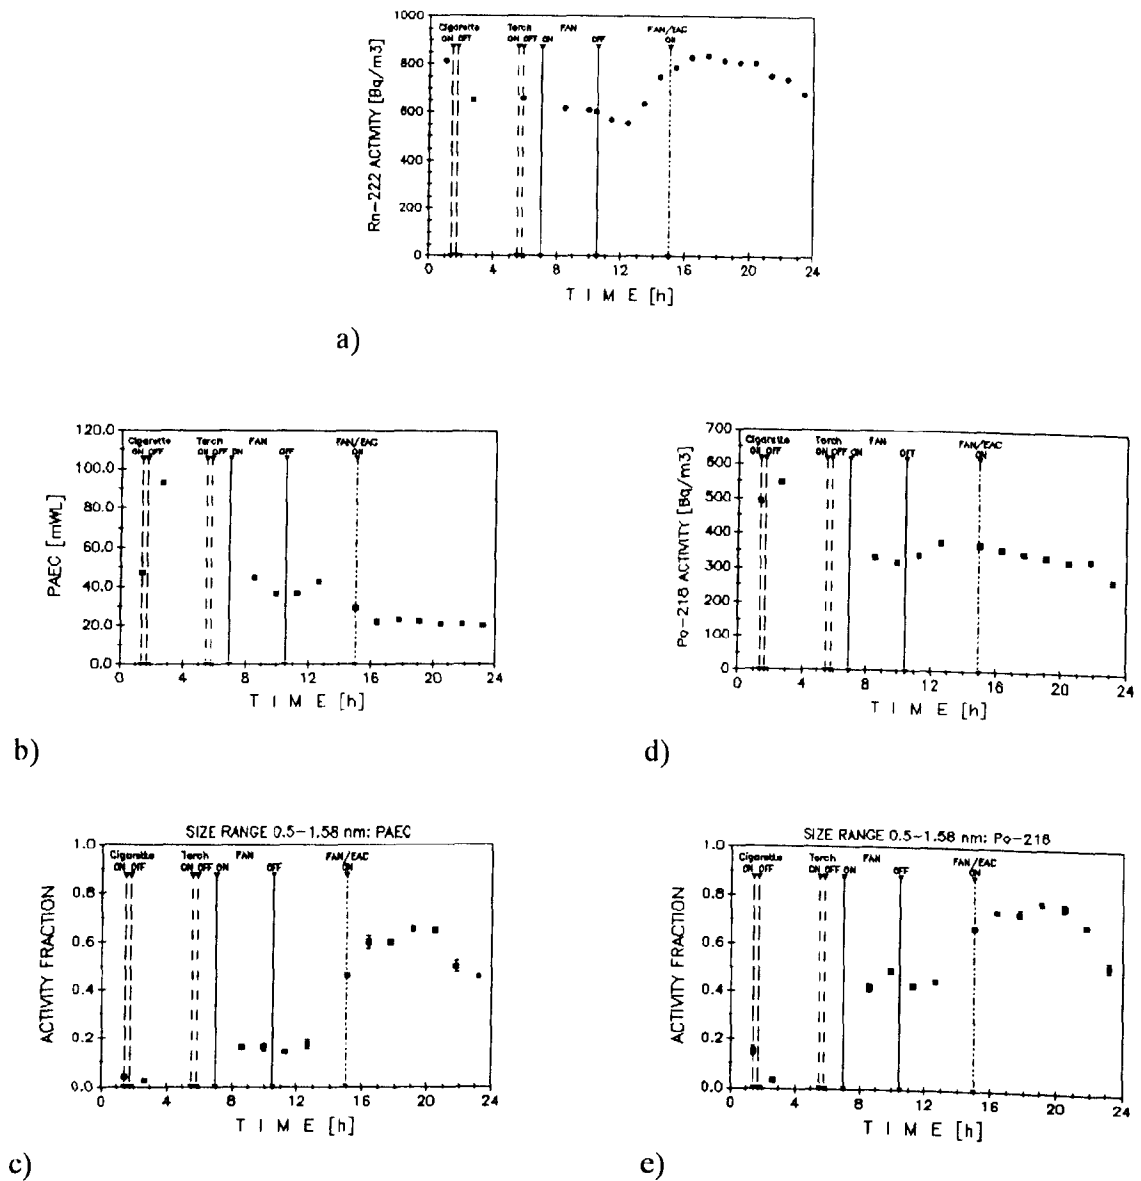 1000
800
600
400
200
0
Rn-222 ACTIVITY [Bq/m3]
Cigarette Torch FAN FAN/EAC
ON OFF ON OFF ON OFF ON
0 4 8 12 16 20 24
T I M E [h]
a)
120.0
100.0
80.0
60.0
40.0
20.0
0.0
PAEC [mWL]
Cigarette Torch FAN FAN/EAC
ON OFF ON OFF ON OFF ON
0 4 8 12 16 20 24
T I M E [h]
b)
700
600
500
400
300
200
100
0
Po-218 ACTIVITY [Bq/m3]
Cigarette Torch FAN FAN/EAC
ON OFF ON OFF ON OFF ON
0 4 8 12 16 20 24
T I M E [h]
d)
SIZE RANGE 0.5-1.58 nm: PAEC
1.0
0.8
0.6
0.4
0.2
0.0
ACTIVITY FRACTION
Cigarette Torch FAN FAN/EAC
ON OFF ON OFF ON OFF ON
0 4 8 12 16 20 24
T I M E [h]
c)
SIZE RANGE 0.5-1.58 nm: Po-218
1.0
0.8
0.6
0.4
0.2
0.0
ACTIVITY FRACTION
Cigarette Torch FAN FAN/EAC
ON OFF ON OFF ON OFF ON
0 4 8 12 16 20 24
T I M E [h]
e)